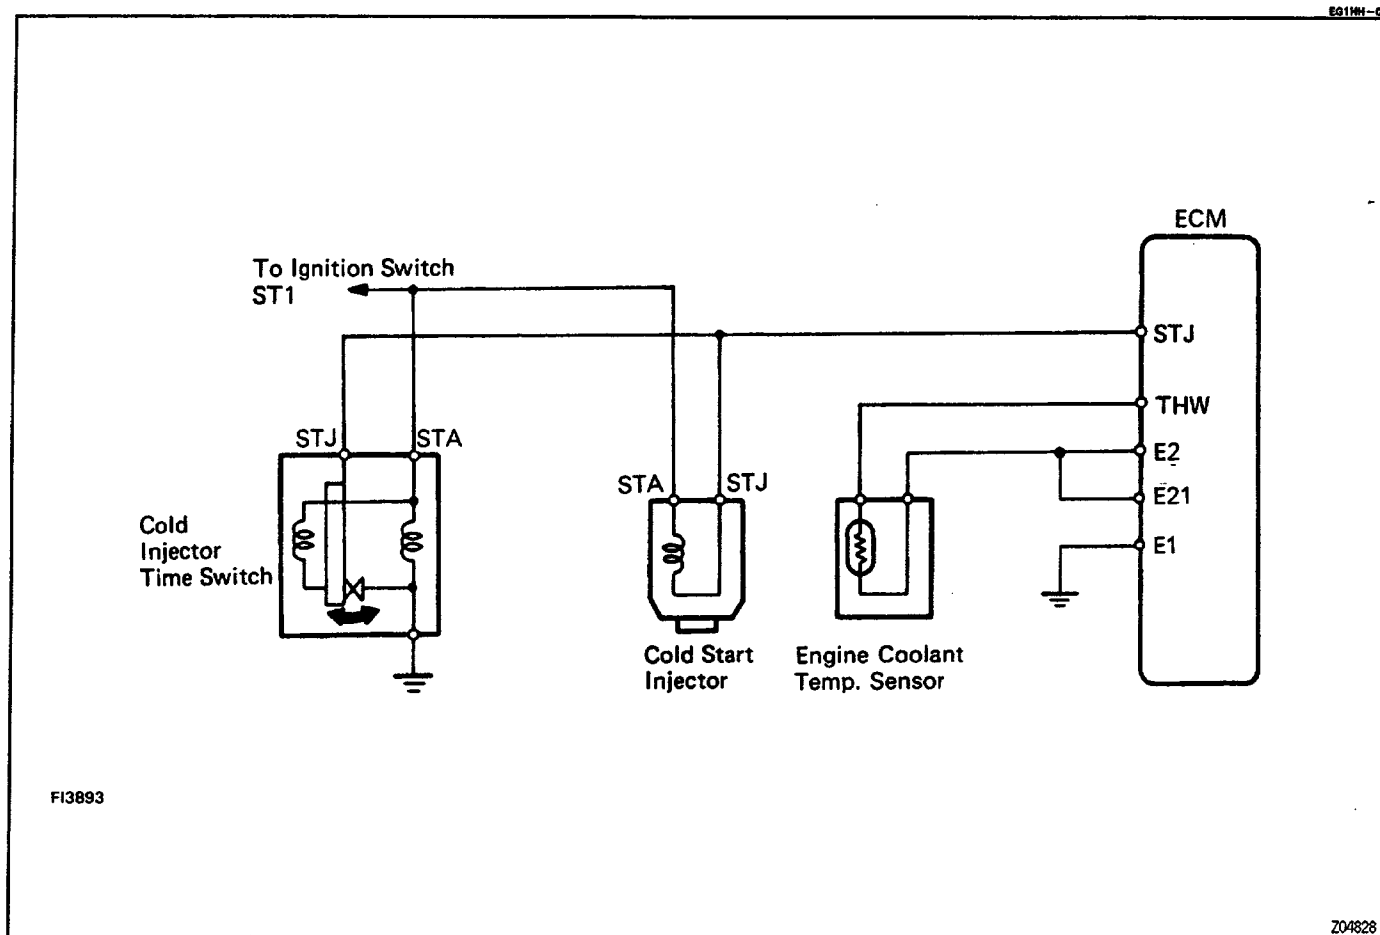 ECM
To Ignition Switch
ST1
STJ
THW
STJ STA
E2
STA STJ
E21
Cold
Injector
Time Switch
E1
Cold Start
Injector
Engine Coolant
Temp. Sensor
FI3893
Z04828